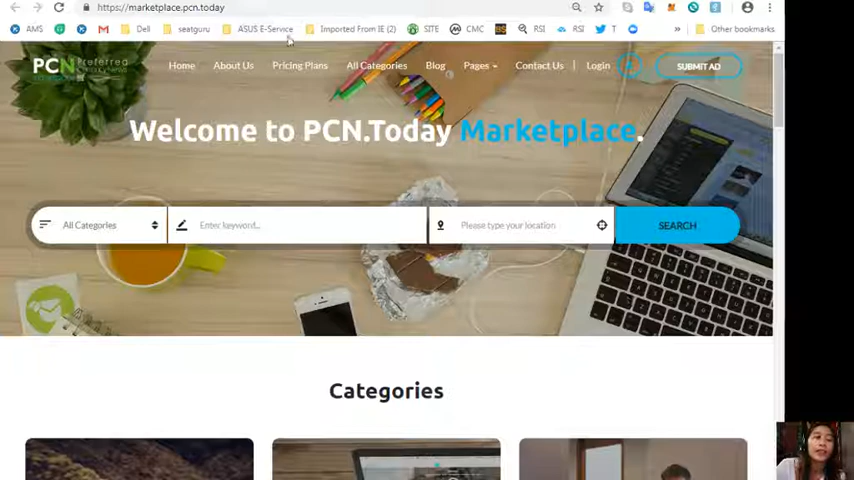 https://marketplace.pcn.today
AMS Dell seatguru ASUS E-Service Imported From IE (2) SITE CMC RSI RSI T Other bookmarks
PCN Preferred
Home About Us Pricing Plans All Categories Blog Pages Contact Us | Login SUBMIT AD
Welcome to PCN.Today Marketplace.
All Categories Enter keyword... Please type your location SEARCH
Categories